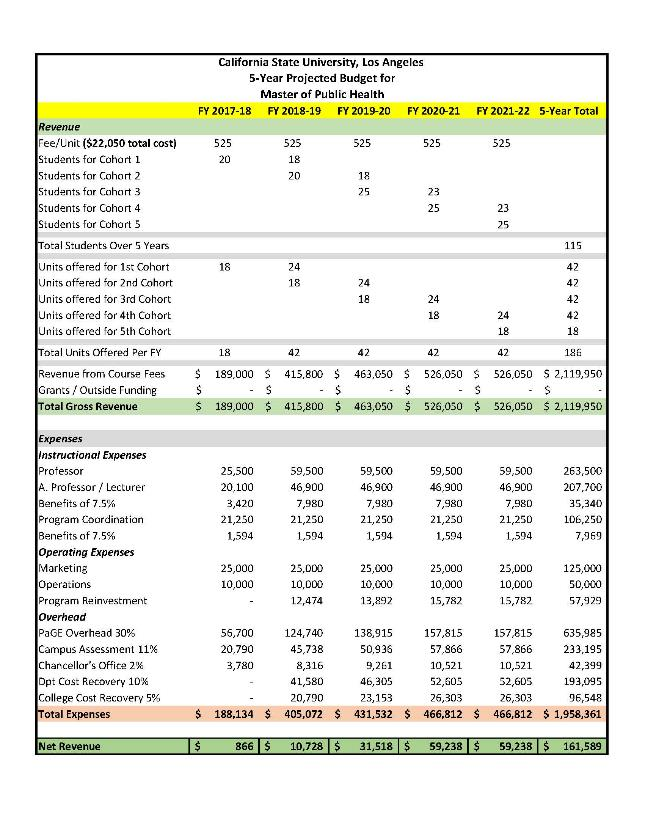 California State University, Los Angeles
5-Year Projected Budget for
Master of Public Health
FY 2017-18 FY 2018-19 FY 2019-20 FY 2020-21 FY 2021-22 5-Year Total
Revenue
Fee/Unit ($22,050 total cost) 525 525 525 525 525
Students for Cohort 1 20 18
Students for Cohort 2 20 18
Students for Cohort 3 25 23
Students for Cohort 4 25 23
Students for Cohort 5 25
Total Students Over 5 Years 115
Units offered for 1st Cohort 18 24 42
Units offered for 2nd Cohort 18 24 42
Units offered for 3rd Cohort 18 24 42
Units offered for 4th Cohort 18 24 42
Units offered for 5th Cohort 18 18
Total Units Offered Per FY 18 42 42 42 42 186
Revenue from Course Fees $ 189,000 $ 415,800 $ 463,050 $ 526,050 $ 526,050 $ 2,119,950
Grants / Outside Funding $ - $ - $ - $ - $ - $ -
Total Gross Revenue $ 189,000 $ 415,800 $ 463,050 $ 526,050 $ 526,050 $ 2,119,950
Expenses
Instructional Expenses
Professor 25,500 59,500 59,500 59,500 59,500 263,500
A. Professor / Lecturer 20,100 46,900 46,900 46,900 46,900 207,700
Benefits of 7.5% 3,420 7,980 7,980 7,980 7,980 35,340
Program Coordination 21,250 21,250 21,250 21,250 21,250 106,250
Benefits of 7.5% 1,594 1,594 1,594 1,594 1,594 7,969
Operating Expenses
Marketing 25,000 25,000 25,000 25,000 25,000 125,000
Operations 10,000 10,000 10,000 10,000 10,000 50,000
Program Reinvestment - 12,474 13,892 15,782 15,782 57,929
Overhead
PaGE Overhead 30% 56,700 124,740 138,915 157,815 157,815 635,985
Campus Assessment 11% 20,790 45,738 50,936 57,866 57,866 233,195
Chancellor's Office 2% 3,780 8,316 9,261 10,521 10,521 42,399
Dpt Cost Recovery 10% - 41,580 46,305 52,605 52,605 193,095
College Cost Recovery 5% - 20,790 23,153 26,303 26,303 96,548
Total Expenses $ 188,134 $ 405,072 $ 431,532 $ 466,812 $ 466,812 $ 1,958,361
Net Revenue $ 866 $ 10,728 $ 31,518 $ 59,238 $ 59,238 $ 161,589